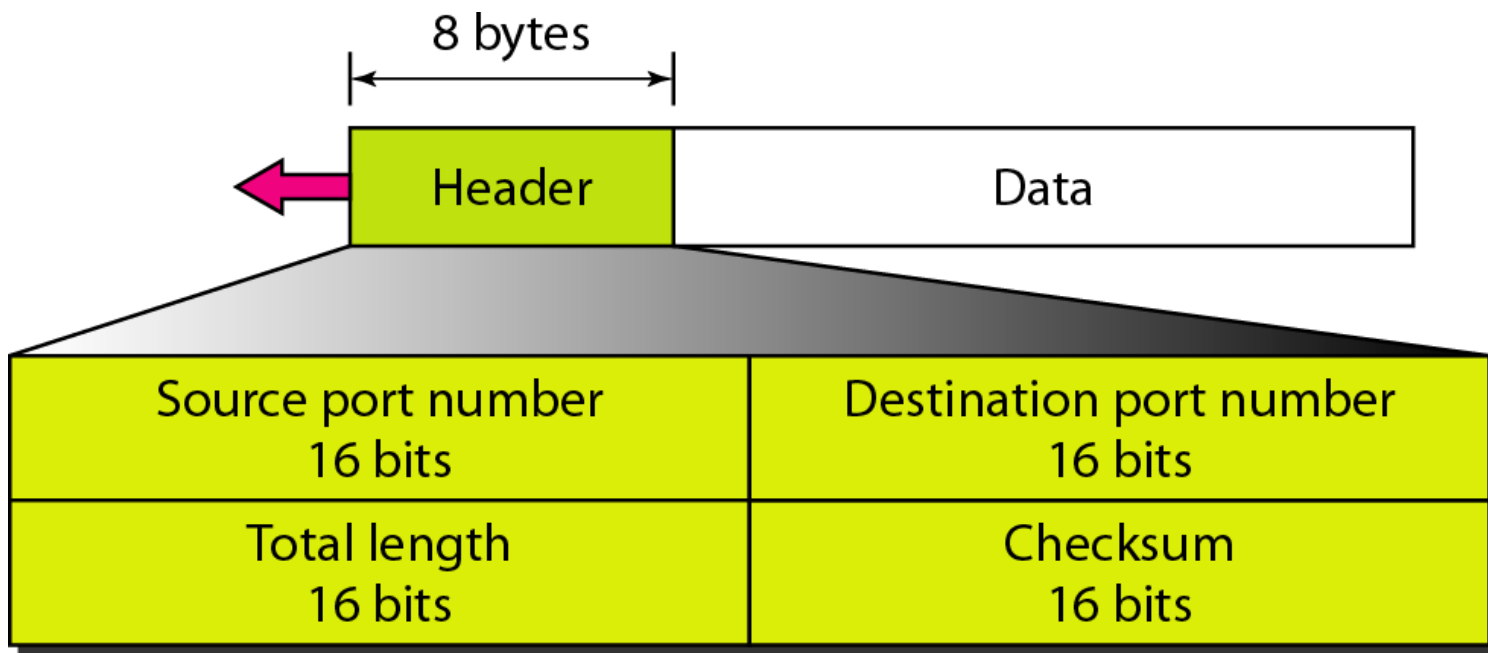 8 bytes
Header
Data
Source port number
16 bits
Destination port number
16 bits
Total length
16 bits
Checksum
16 bits